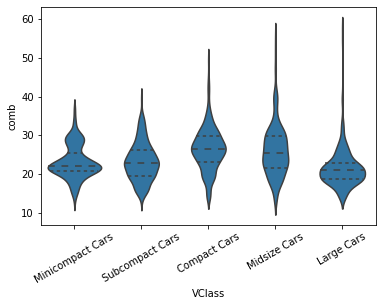 60
50
40
30
20
10
comb
Minicompact Cars
Subcompact Cars
Compact Cars
Midsize Cars
Large Cars
VClass